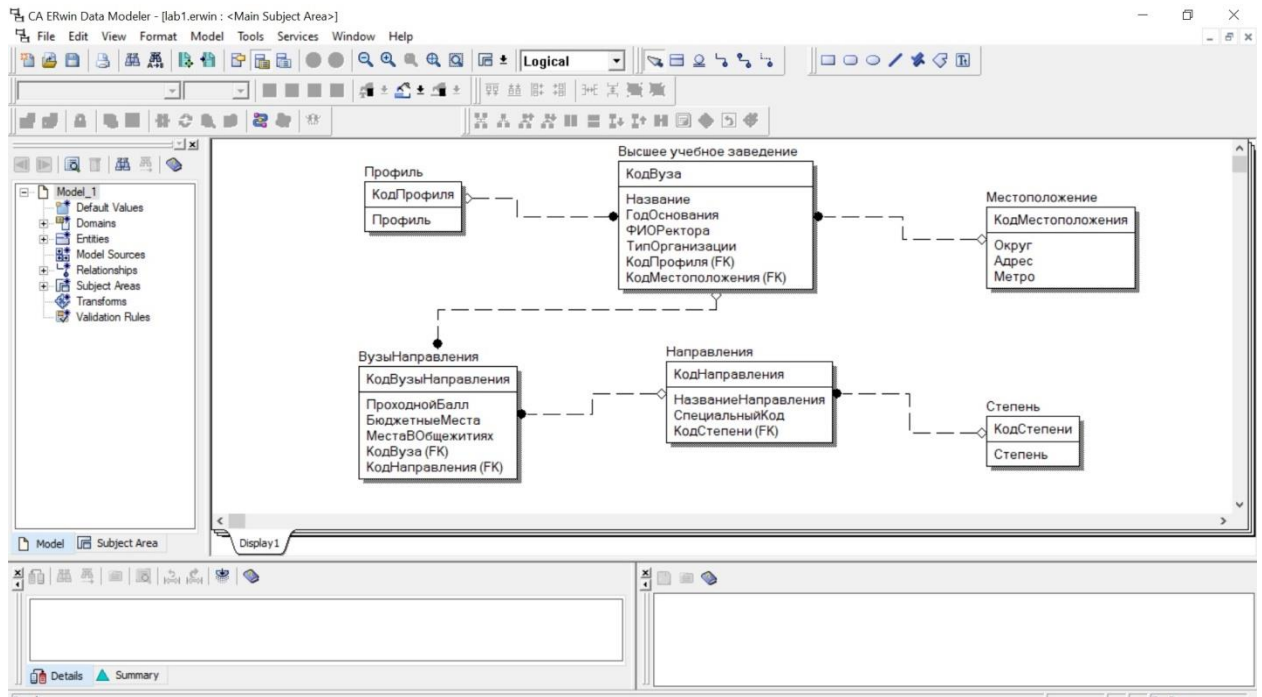 CA ERwin Data Modeler - [lab1.erwin : <Main Subject Area>]
File Edit View Format Model Tools Services Window Help
Logical
Model_1
Default Values
Domains
Entities
Model Sources
Relationships
Subject Areas
Transforms
Validation Rules
Model Subject Area
Профиль
КодПрофиля
Профиль
Высшее учебное заведение
КодВуза
Название
ГодОснования
ФИОРектора
ТипОрганизации
КодПрофиля (FK)
КодМестоположения (FK)
Местоположение
КодМестоположения
Округ
Адрес
Метро
ВузыНаправления
КодВузыНаправления
ПроходнойБалл
БюджетныеМеста
МестаВОбщежитиях
КодВуза (FK)
КодНаправления (FK)
Направления
КодНаправления
НазваниеНаправления
СпециальныйКод
КодСтепени (FK)
Степень
КодСтепени
Степень
Display1
Details Summary